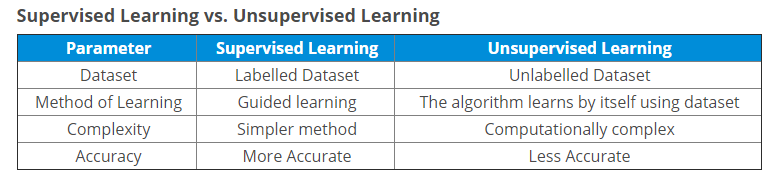 Supervised Learning vs. Unsupervised Learning
Parameter Supervised Learning Unsupervised Learning
Dataset Labelled Dataset Unlabelled Dataset
Method of Learning Guided learning The algorithm learns by itself using dataset
Complexity Simpler method Computationally complex
Accuracy More Accurate Less Accurate